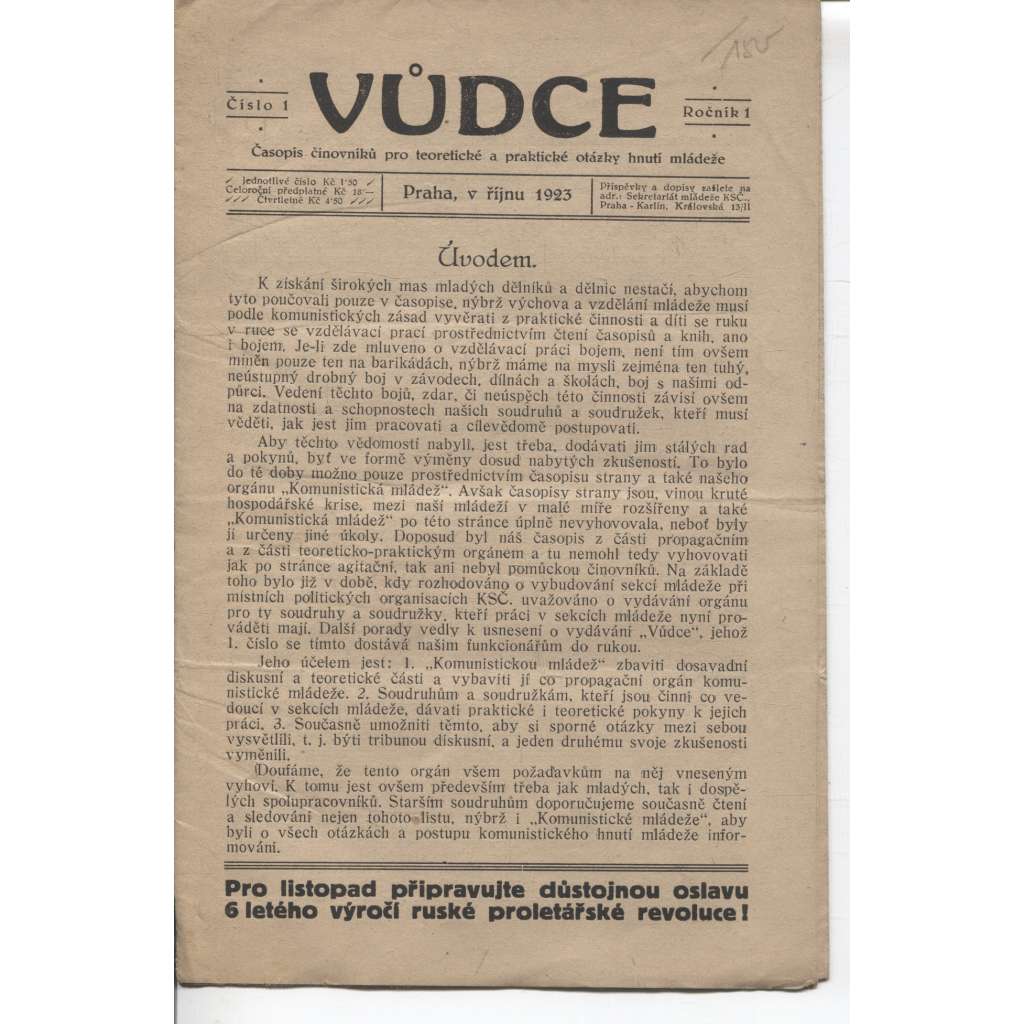 Číslo 1
VŮDCE
Ročník 1
Časopis činovníků pro teoretické a praktické otázky hnutí mládeže
Jednotlivé číslo Kč 1'50
Celoroční předplatné Kč 18'—
Čtvrtletně Kč 4'50
Praha, v říjnu 1923
Příspěvky a dopisy zašlete na
adr.: Sekretariát mládeže KSČ.,
Praha - Karlín, Královská 13/II
Úvodem.
K získání širokých mas mladých dělníků a dělnic nestačí, abychom
tyto poučovali pouze v časopise, nýbrž výchova a vzdělání mládeže musí
podle komunistických zásad vyvěrati z praktické činnosti a díti se ruku
v ruce se vzdělávací prací prostřednictvím čtení časopisů a knih, ano
i bojem. Je-li zde mluveno o vzdělávací práci bojem, není tím ovšem
míněn pouze ten na barikádách, nýbrž máme na mysli zejména ten tuhý,
neústupný drobný boj v závodech, dílnách a školách, boj s našimi od-
půrci. Vedení těchto bojů, zdar, či neúspěch této činnosti závisí ovšem
na zdatnosti a schopnostech našich soudruhů a soudružek, kteří musí
věděti, jak jest jim pracovati a cílevědomě postupovati.
Aby těchto vědomostí nabyli, jest třeba, dodávati jim stálých rad
a pokynů, byť ve formě výměny dosud nabytých zkušeností. To bylo
do té doby možno pouze prostřednictvím časopisu strany a také našeho
orgánu „Komunistická mládež“. Avšak časopisy strany jsou, vinou kruté
hospodářské krise, mezi naší mládeží v malé míře rozšířeny a také
„Komunistická mládež“ po této stránce úplně nevyhovovala, neboť byly
jí určeny jiné úkoly. Doposud byl náš časopis z části propagačním
a z části teoreticko-praktickým orgánem a tu nemohl tedy vyhovovati
jak po stránce agitační, tak ani nebyl pomůckou činovníků. Na základě
toho bylo již v době, kdy rozhodováno o vybudování sekcí mládeže při
místních politických organisacích KSČ. uvažováno o vydávání orgánu
pro ty soudruhy a soudružky, kteří práci v sekcích mládeže nyní pro-
váděti mají. Další porady vedly k usnesení o vydávání „Vůdce“, jehož
1. číslo se tímto dostává našim funkcionářům do rukou.
Jeho účelem jest: 1. „Komunistickou mládež“ zbaviti dosavadní
diskusní a teoretické části a vybaviti jí co propagační orgán komu-
nistické mládeže. 2. Soudruhům a soudružkám, kteří jsou činní co ve-
doucí v sekcích mládeže, dávati praktické i teoretické pokyny k jejich
práci. 3. Současně umožniti těmto, aby si sporné otázky mezi sebou
vysvětlili, t. j. býti tribunou diskusní, a jeden druhému svoje zkušenosti
vyměnili.
Doufáme, že tento orgán všem požadavkům na něj vneseným
vyhoví. K tomu jest ovšem především třeba jak mladých, tak i dospě-
lých spolupracovníků. Starším soudruhům doporučujeme současně čtení
a sledování nejen tohoto listu, nýbrž i „Komunistické mládeže“, aby
byli o všech otázkách a postupu komunistického hnutí mládeže infor-
mováni.
Pro listopad připravujte důstojnou oslavu
6 letého výročí ruské proletářské revoluce!